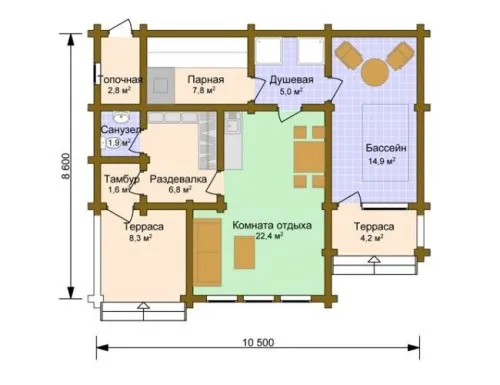 Топочная
2,8 м²
Парная
7,8 м²
Душевая
5,0 м²
Санузел
1,9 м²
Бассейн
14,9 м²
Тамбур
1,6 м²
Раздевалка
6,8 м²
Терраса
8,3 м²
Комната отдыха
22,4 м²
Терраса
4,2 м²
8 600
10 500